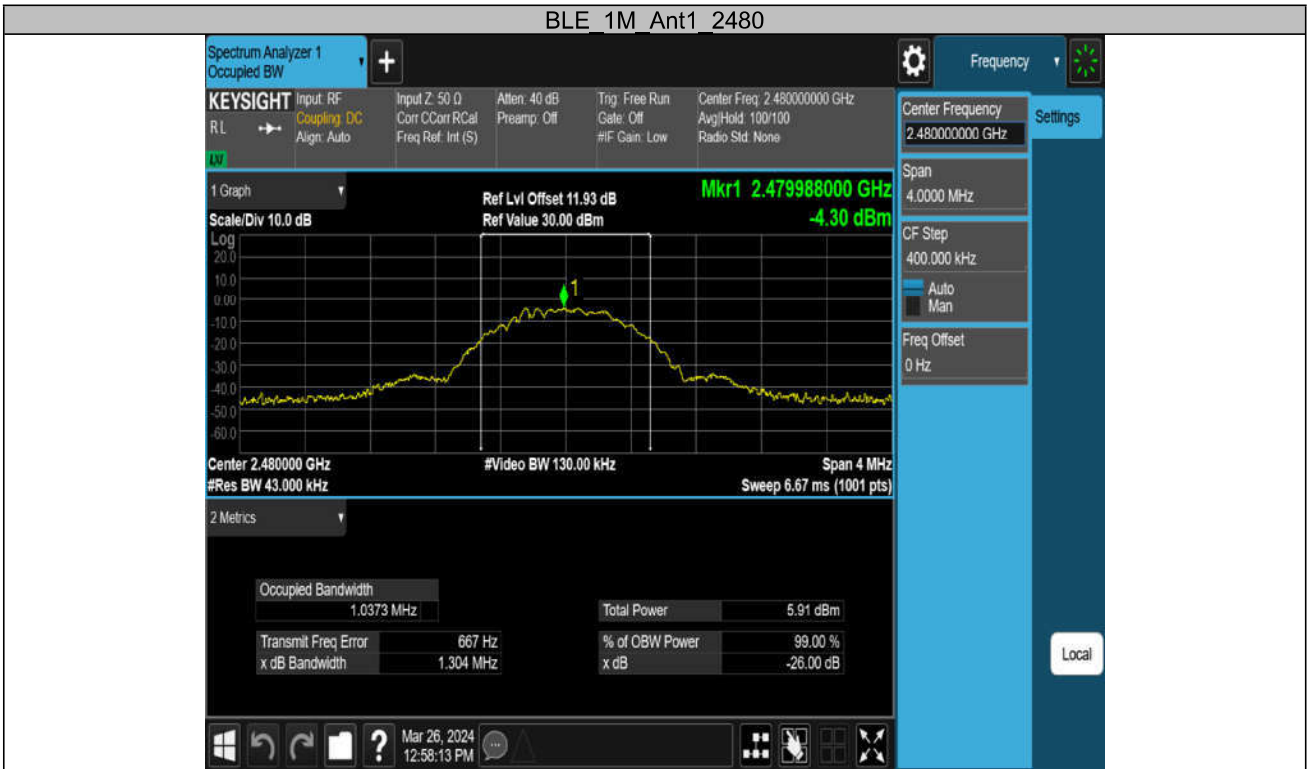 BLE_1M_Ant1_2480
Spectrum Analyzer 1
Occupied BW
+
Frequency
KEYSIGHT
RL
LXI
Input: RF
Coupling: DC
Align: Auto
Input Z: 50 Ω
Corr CCorr RCal
Freq Ref: Int (S)
Atten: 40 dB
Preamp: Off
Trig: Free Run
Gate: Off
#IF Gain: Low
Center Freq: 2.480000000 GHz
Avg|Hold: 100/100
Radio Std: None
Center Frequency
2.480000000 GHz
Settings
Span
4.0000 MHz
CF Step
400.000 kHz
Auto
Man
Freq Offset
0 Hz
Local
1 Graph
Scale/Div 10.0 dB
Ref Lvl Offset 11.93 dB
Ref Value 30.00 dBm
Mkr1 2.479988000 GHz
-4.30 dBm
Log
20.0
10.0
0.00
-10.0
-20.0
-30.0
-40.0
-50.0
-60.0
1
Center 2.480000 GHz
#Video BW 130.00 kHz
Span 4 MHz
#Res BW 43.000 kHz
Sweep 6.67 ms (1001 pts)
2 Metrics
Occupied Bandwidth
1.0373 MHz
Total Power 5.91 dBm
Transmit Freq Error 667 Hz
% of OBW Power 99.00 %
x dB Bandwidth 1.304 MHz
x dB -26.00 dB
?
Mar 26, 2024
12:58:13 PM